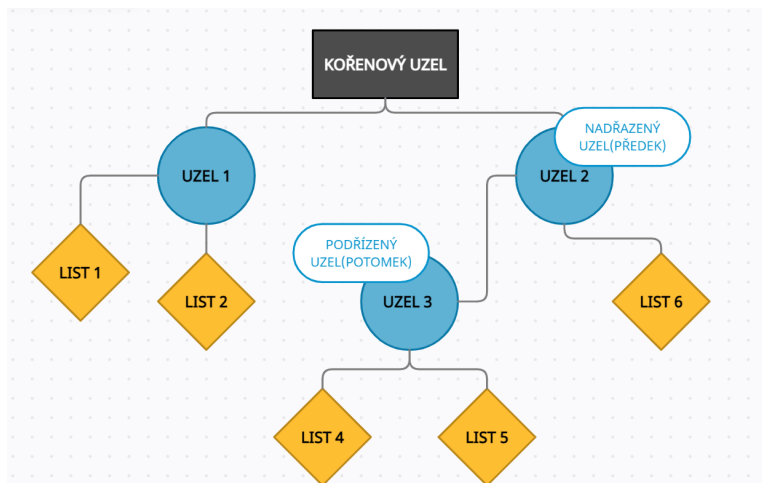 KOŘENOVÝ UZEL
NADŘAZENÝ
UZEL(PŘEDEK)
UZEL 1
UZEL 2
PODŘÍZENÝ
UZEL(POTOMEK)
LIST 1
LIST 2
UZEL 3
LIST 6
LIST 4
LIST 5